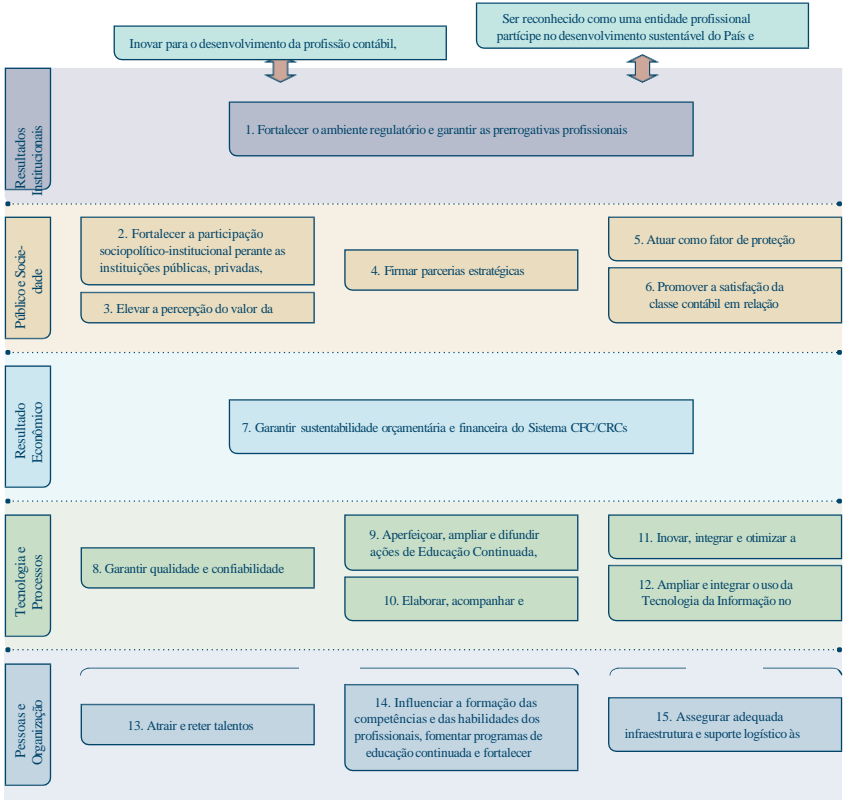 Inovar para o desenvolvimento da profissão contábil,
Ser reconhecido como uma entidade profissional
partícipe no desenvolvimento sustentável do País e
Resultados
Institucionais
1. Fortalecer o ambiente regulatório e garantir as prerrogativas profissionais
Público e Socie-
dade
2. Fortalecer a participação
sociopolítico-institucional perante as
instituições públicas, privadas,
3. Elevar a percepção do valor da
4. Firmar parcerias estratégicas
5. Atuar como fator de proteção
6. Promover a satisfação da
classe contábil em relação
Resultado
Econômico
7. Garantir sustentabilidade orçamentária e financeira do Sistema CFC/CRCs
Tecnologia e
Processos
8. Garantir qualidade e confiabilidade
9. Aperfeiçoar, ampliar e difundir
ações de Educação Continuada,
10. Elaborar, acompanhar e
11. Inovar, integrar e otimizar a
12. Ampliar e integrar o uso da
Tecnologia da Informação no
Pessoas e
Organização
13. Atrair e reter talentos
14. Influenciar a formação das
competências e das habilidades dos
profissionais, fomentar programas de
educação continuada e fortalecer
15. Assegurar adequada
infraestrutura e suporte logístico às